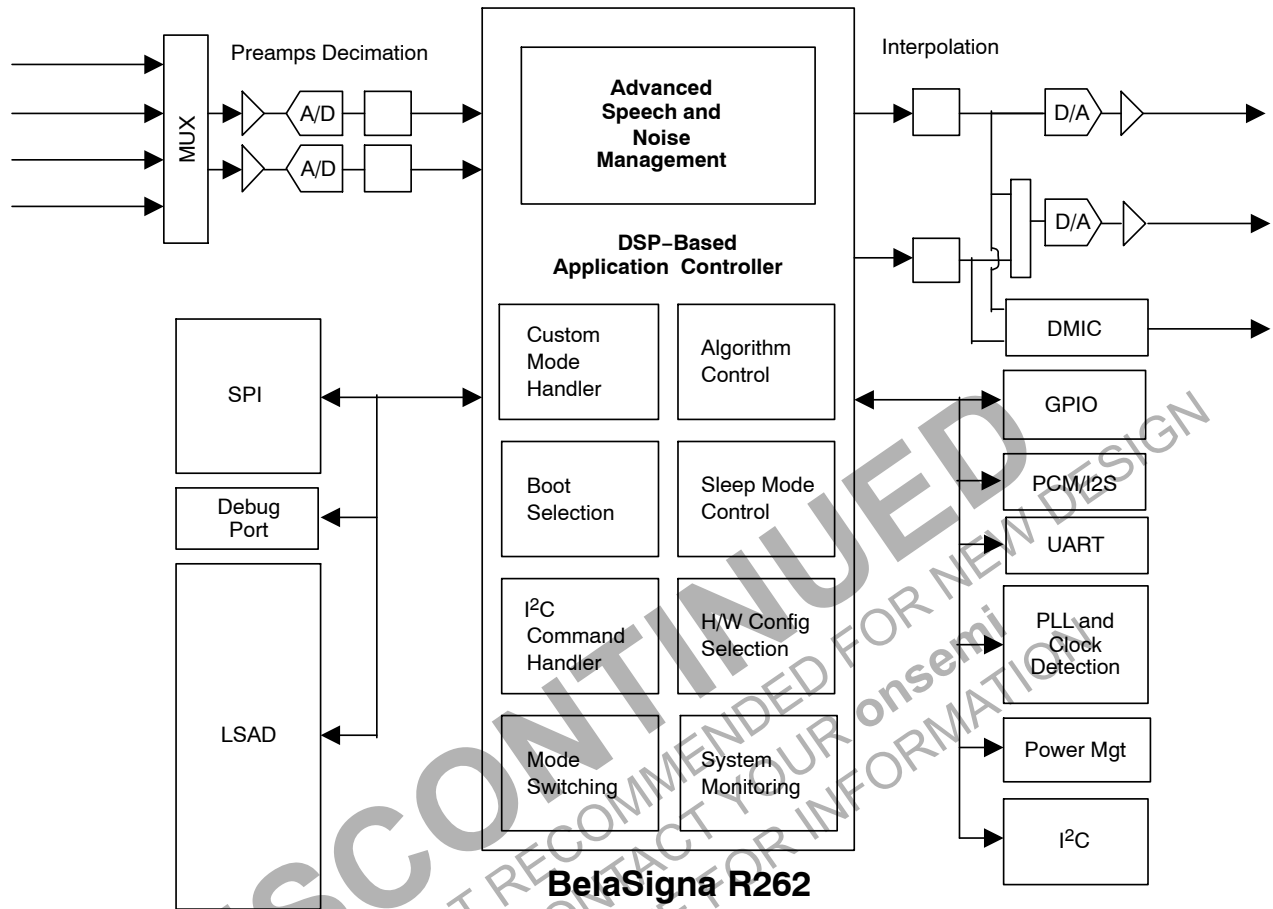 Preamps Decimation
Interpolation
MUX
A/D
A/D
Advanced
Speech and
Noise
Management
D/A
D/A
DMIC
DSP−Based
Application Controller
SPI
Debug
Port
LSAD
Custom
Mode
Handler
Algorithm
Control
Boot
Selection
Sleep Mode
Control
I2C
Command
Handler
H/W Config
Selection
Mode
Switching
System
Monitoring
GPIO
PCM/I2S
UART
PLL and
Clock
Detection
Power Mgt
I2C
BelaSigna R262
SCONTINUED
RECOMMENDED FOR NEW DESIGN
CONTACT YOUR onsemi
FOR INFORMATION